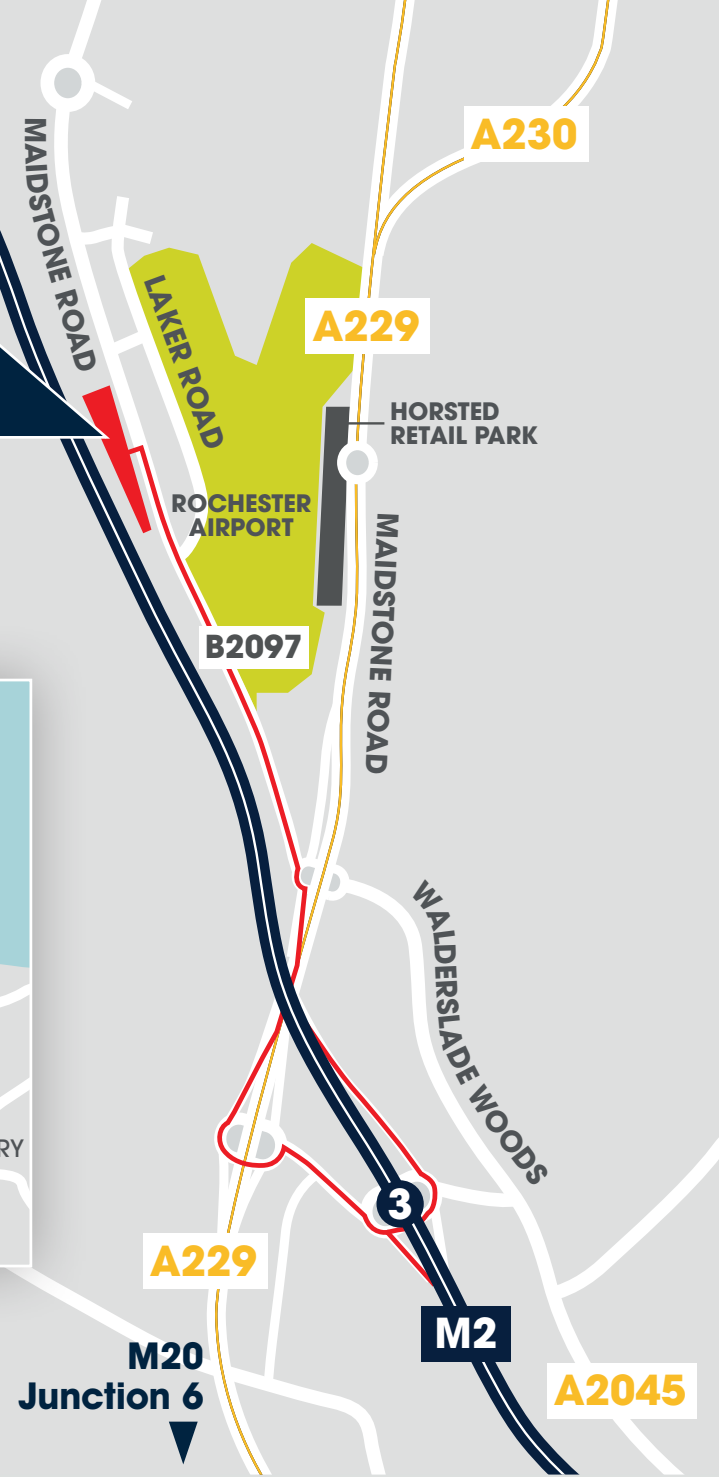 A230
MAIDSTONE ROAD
LAKER ROAD
A229
HORSTED
RETAIL PARK
ROCHESTER
AIRPORT
MAIDSTONE ROAD
B2097
WALDERSLADE WOODS
RY
3
A229
M2
M20
Junction 6
A2045